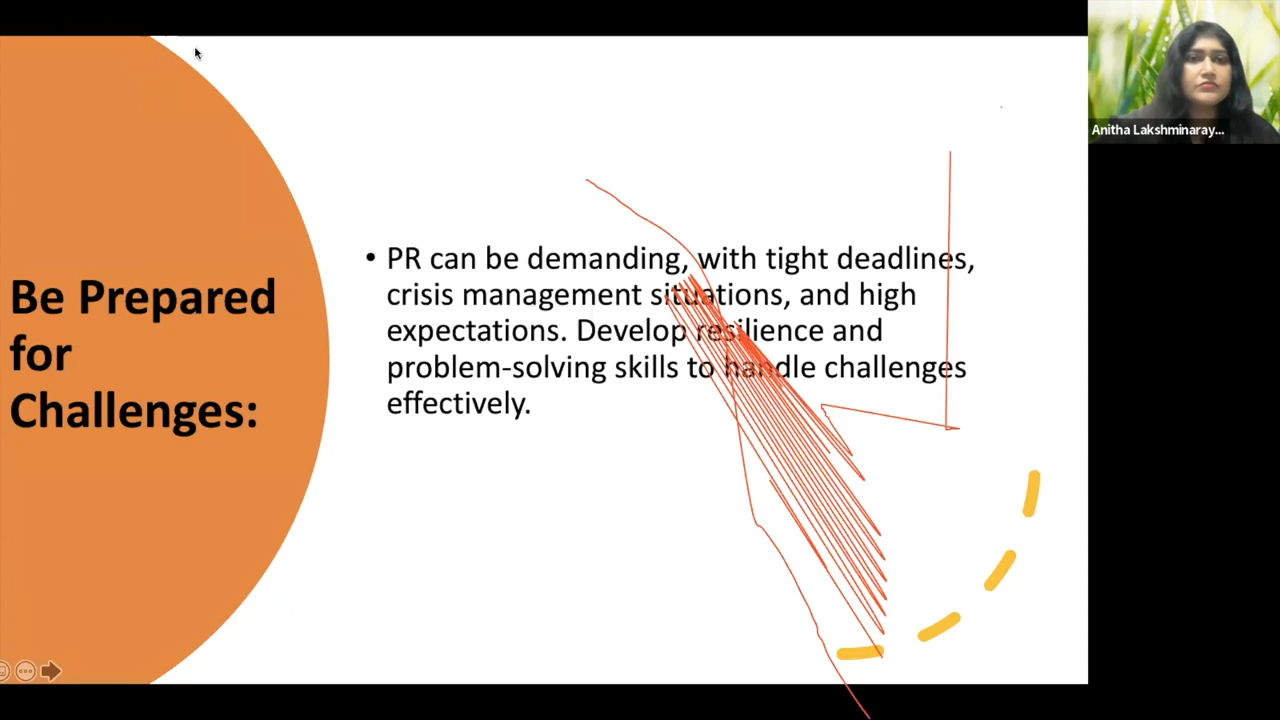 Be Prepared
for
Challenges:
• PR can be demanding, with tight deadlines,
crisis management situations, and high
expectations. Develop resilience and
problem-solving skills to handle challenges
effectively.
Anitha Lakshminaray...